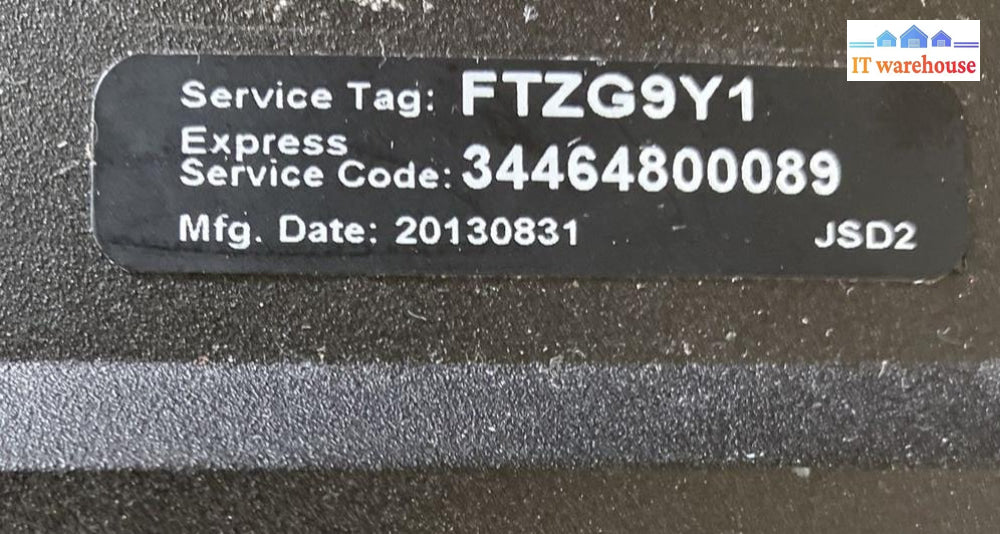 IT warehouse
Service Tag: FTZG9Y1
Express
Service Code: 34464800089
Mfg. Date: 20130831 JSD2